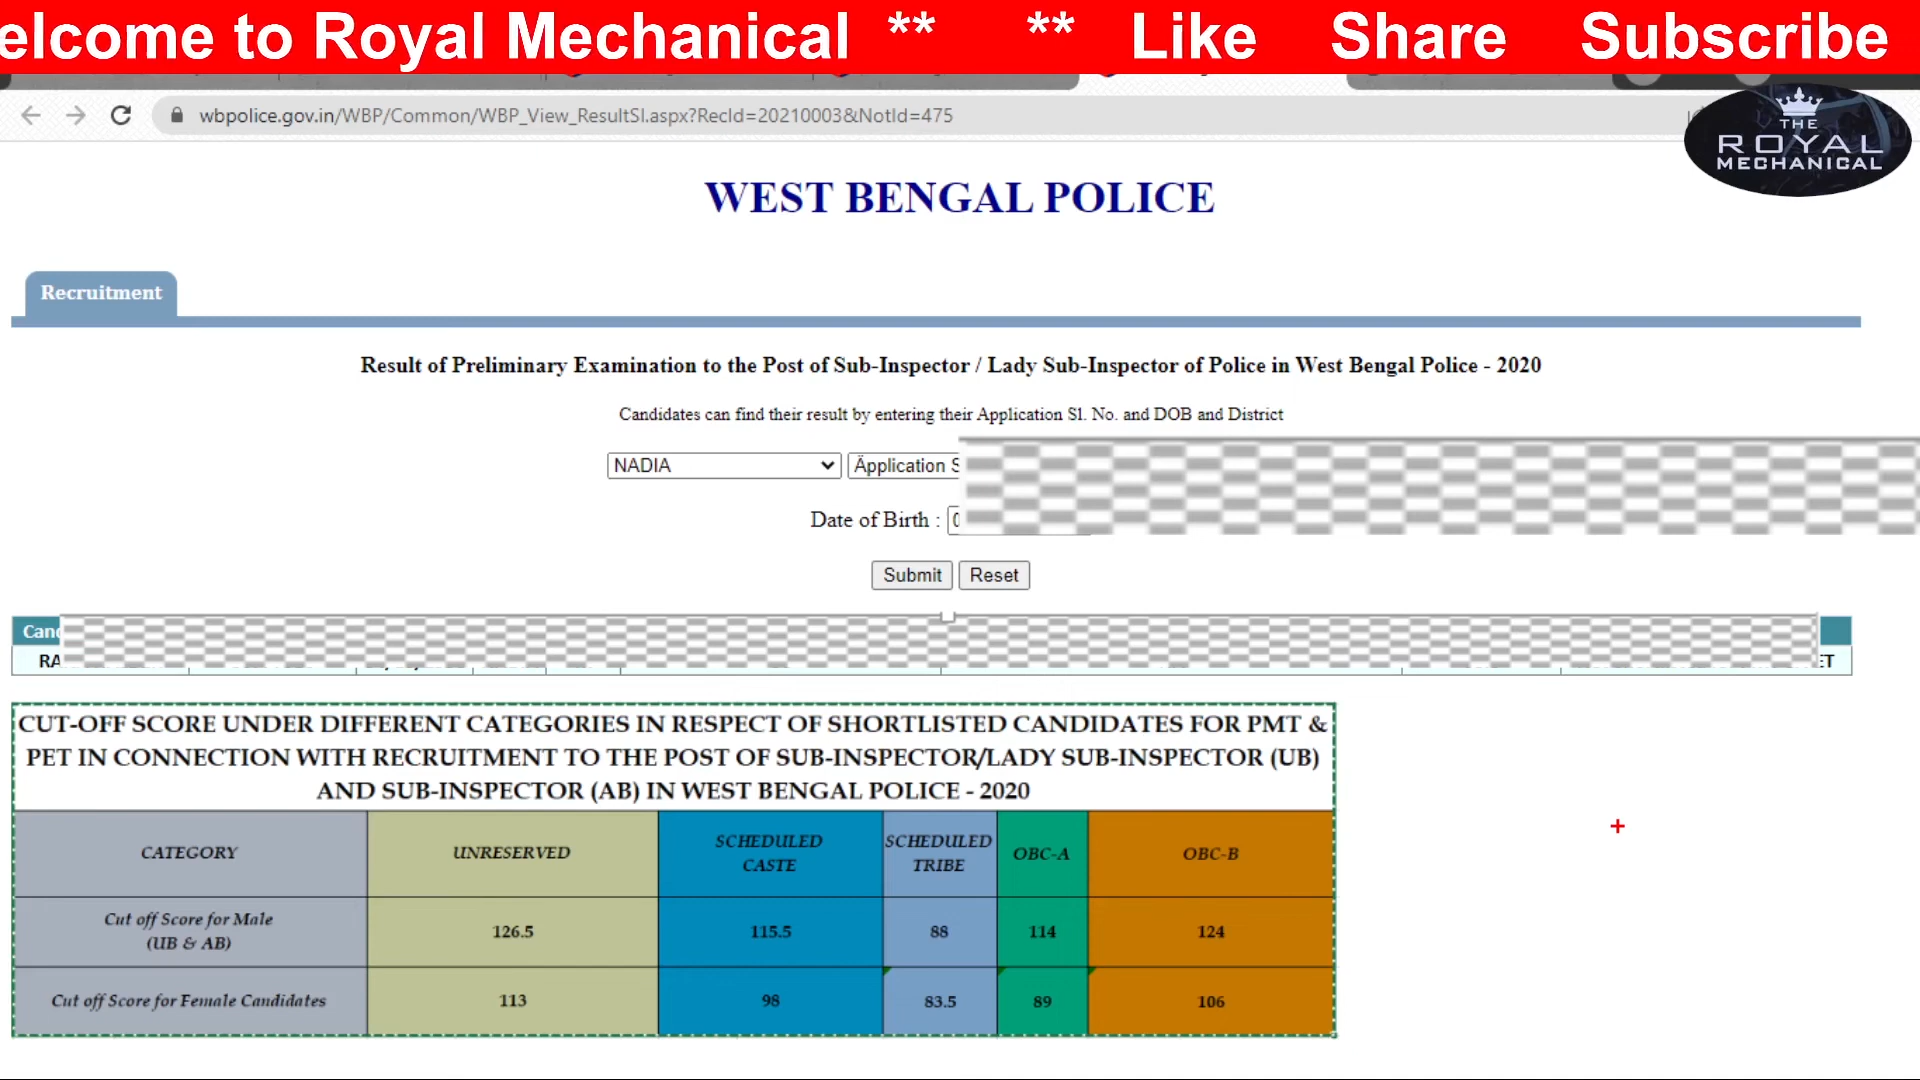 elcome to Royal Mechanical ** ** Like Share Subscribe
wbpolice.gov.in/WBP/Common/WBP_View_ResultSI.aspx?RecId=20210003&NotId=475
THE
ROYAL
MECHANICAL
WEST BENGAL POLICE
Recruitment
Result of Preliminary Examination to the Post of Sub-Inspector / Lady Sub-Inspector of Police in West Bengal Police - 2020
Candidates can find their result by entering their Application Sl. No. and DOB and District
NADIA Application S
Date of Birth :
Submit Reset
Cand
RA ET
CUT-OFF SCORE UNDER DIFFERENT CATEGORIES IN RESPECT OF SHORTLISTED CANDIDATES FOR PMT &
PET IN CONNECTION WITH RECRUITMENT TO THE POST OF SUB-INSPECTOR/LADY SUB-INSPECTOR (UB)
AND SUB-INSPECTOR (AB) IN WEST BENGAL POLICE - 2020
CATEGORY UNRESERVED SCHEDULED CASTE SCHEDULED TRIBE OBC-A OBC-B
Cut off Score for Male
(UB & AB) 126.5 115.5 88 114 124
Cut off Score for Female Candidates 113 98 83.5 89 106